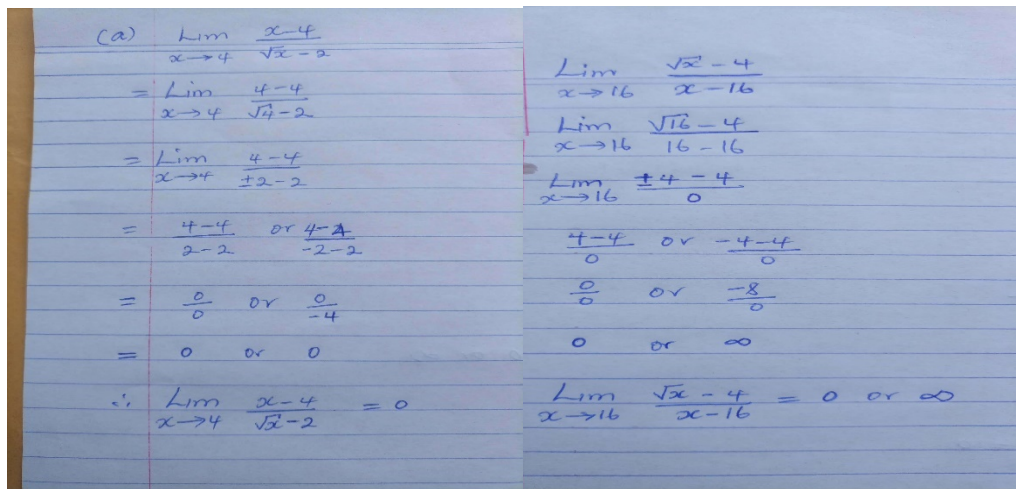 (a) Lim x→4 x-4/√x-2
= Lim x→4 4-4/√4-2
= Lim x→4 4-4/±2-2
= 4-4/2-2 or 4-4/-2-2
= 0/0 or 0/-4
= 0 or 0
∴ Lim x→4 x-4/√x-2 = 0
Lim x→16 √x-4/x-16
Lim x→16 √16-4/16-16
Lim x→16 ±4-4/0
4-4/0 or -4-4/0
0/0 or -8/0
0 or ∞
Lim x→16 √x-4/x-16 = 0 or ∞